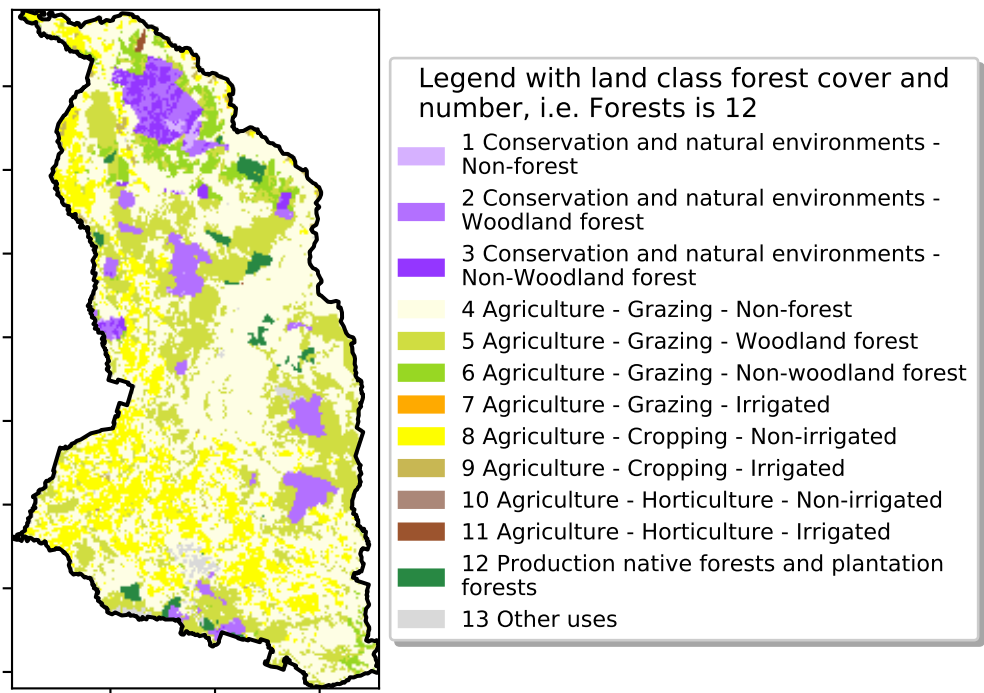 Legend with land class forest cover and
number, i.e. Forests is 12
1 Conservation and natural environments -
Non-forest
2 Conservation and natural environments -
Woodland forest
3 Conservation and natural environments -
Non-Woodland forest
4 Agriculture - Grazing - Non-forest
5 Agriculture - Grazing - Woodland forest
6 Agriculture - Grazing - Non-woodland forest
7 Agriculture - Grazing - Irrigated
8 Agriculture - Cropping - Non-irrigated
9 Agriculture - Cropping - Irrigated
10 Agriculture - Horticulture - Non-irrigated
11 Agriculture - Horticulture - Irrigated
12 Production native forests and plantation
forests
13 Other uses